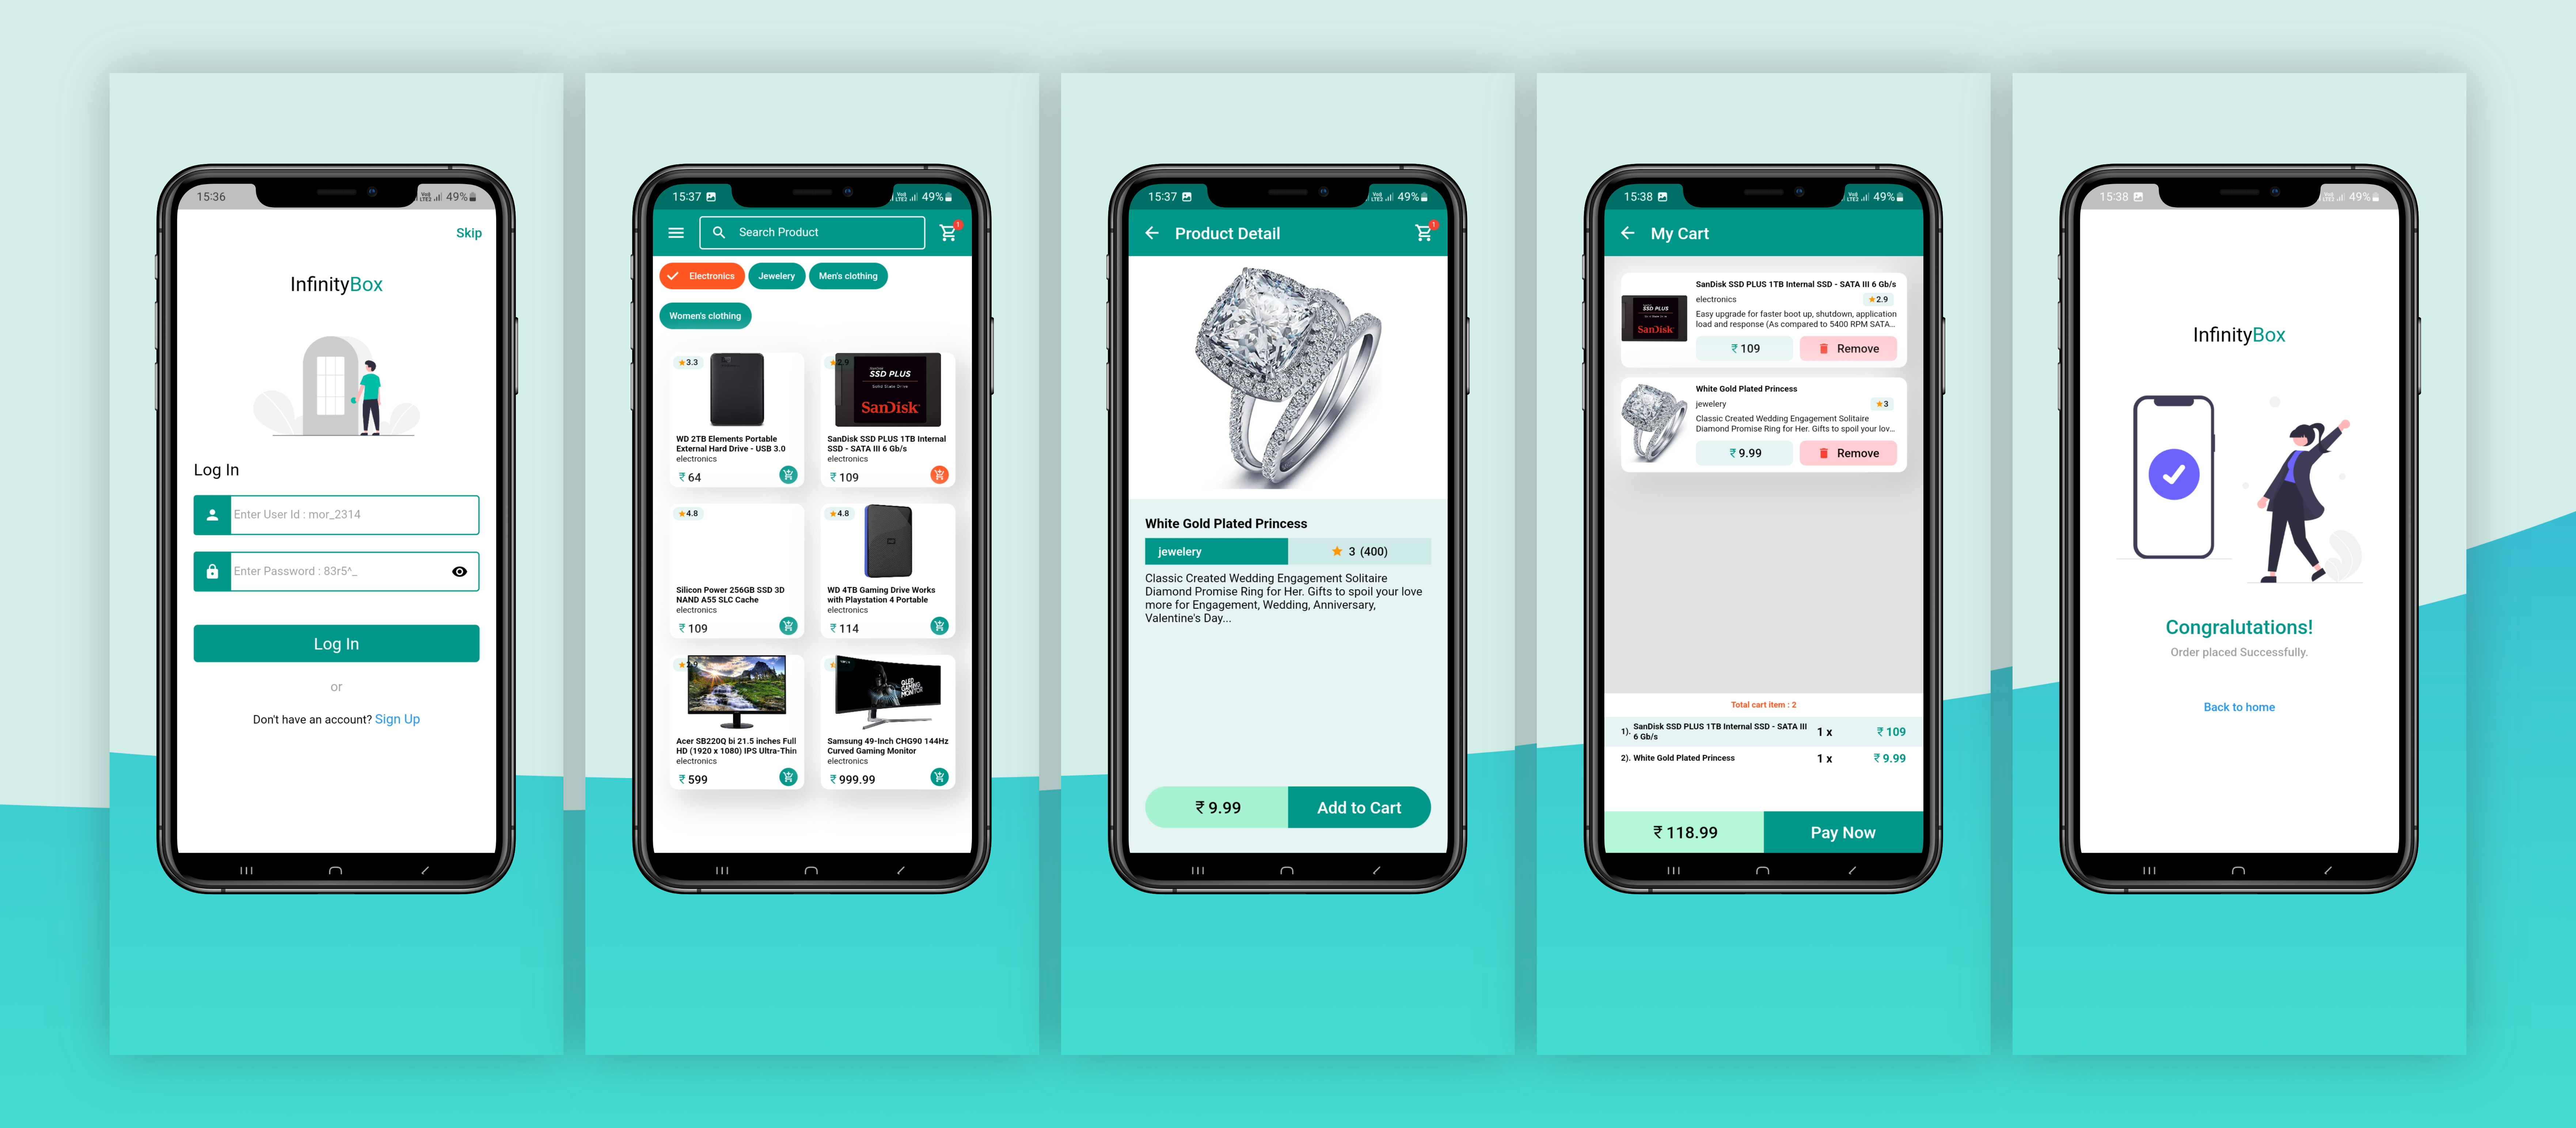 15:36
49%
Skip
InfinityBox
Log In
Enter User Id : mor_2314
Enter Password : 83r5^_
Log In
or
Don't have an account? Sign Up
15:37
49%
Search Product
1
Electronics
Jewelery
Men's clothing
Women's clothing
3.3
WD 2TB Elements Portable
External Hard Drive - USB 3.0
electronics
₹ 64
2.9
SSD PLUS
Solid State Drive
SanDisk
SanDisk SSD PLUS 1TB Internal
SSD - SATA III 6 Gb/s
electronics
₹ 109
4.8
Silicon Power 256GB SSD 3D
NAND A55 SLC Cache
electronics
₹ 109
4.8
WD 4TB Gaming Drive Works
with Playstation 4 Portable
electronics
₹ 114
Acer SB220Q bi 21.5 inches Full
HD (1920 x 1080) IPS Ultra-Thin
electronics
₹ 599
QLED
GAMING
MONITOR
Samsung 49-Inch CHG90 144Hz
Curved Gaming Monitor
electronics
₹ 999.99
15:37
49%
Product Detail
1
White Gold Plated Princess
jewelery
3 (400)
Classic Created Wedding Engagement Solitaire
Diamond Promise Ring for Her. Gifts to spoil your love
more for Engagement, Wedding, Anniversary,
Valentine's Day...
₹ 9.99
Add to Cart
15:38
49%
My Cart
SSD PLUS
SanDisk
SanDisk SSD PLUS 1TB Internal SSD - SATA III 6 Gb/s
electronics
2.9
Easy upgrade for faster boot up, shutdown, application
load and response (As compared to 5400 RPM SATA...
₹ 109
Remove
White Gold Plated Princess
jewelery
3
Classic Created Wedding Engagement Solitaire
Diamond Promise Ring for Her. Gifts to spoil your lov...
₹ 9.99
Remove
Total cart item : 2
1). SanDisk SSD PLUS 1TB Internal SSD - SATA III
6 Gb/s
1 x
₹ 109
2). White Gold Plated Princess
1 x
₹ 9.99
₹ 118.99
Pay Now
15:38
49%
InfinityBox
Congralutations!
Order placed Successfully.
Back to home